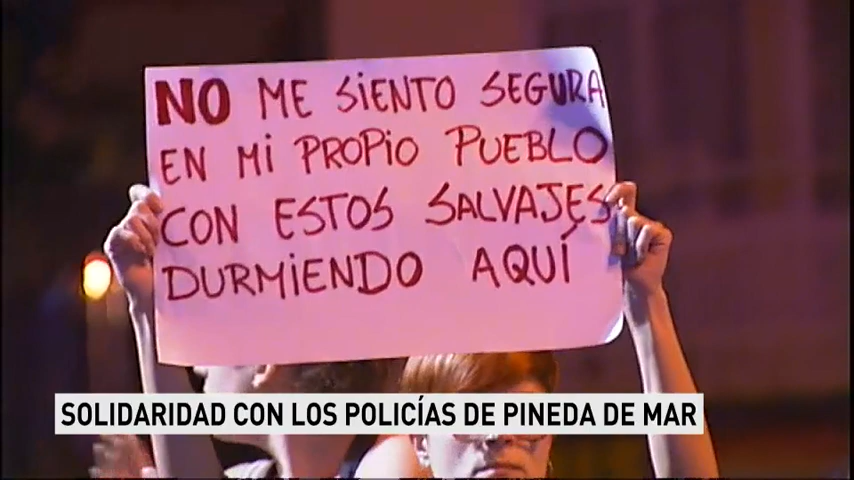 NO ME SIENTO SEGURA
EN MI PROPIO PUEBLO
CON ESTOS SALVAJES
DURMIENDO AQUÍ
SOLIDARIDAD CON LOS POLICÍAS DE PINEDA DE MAR